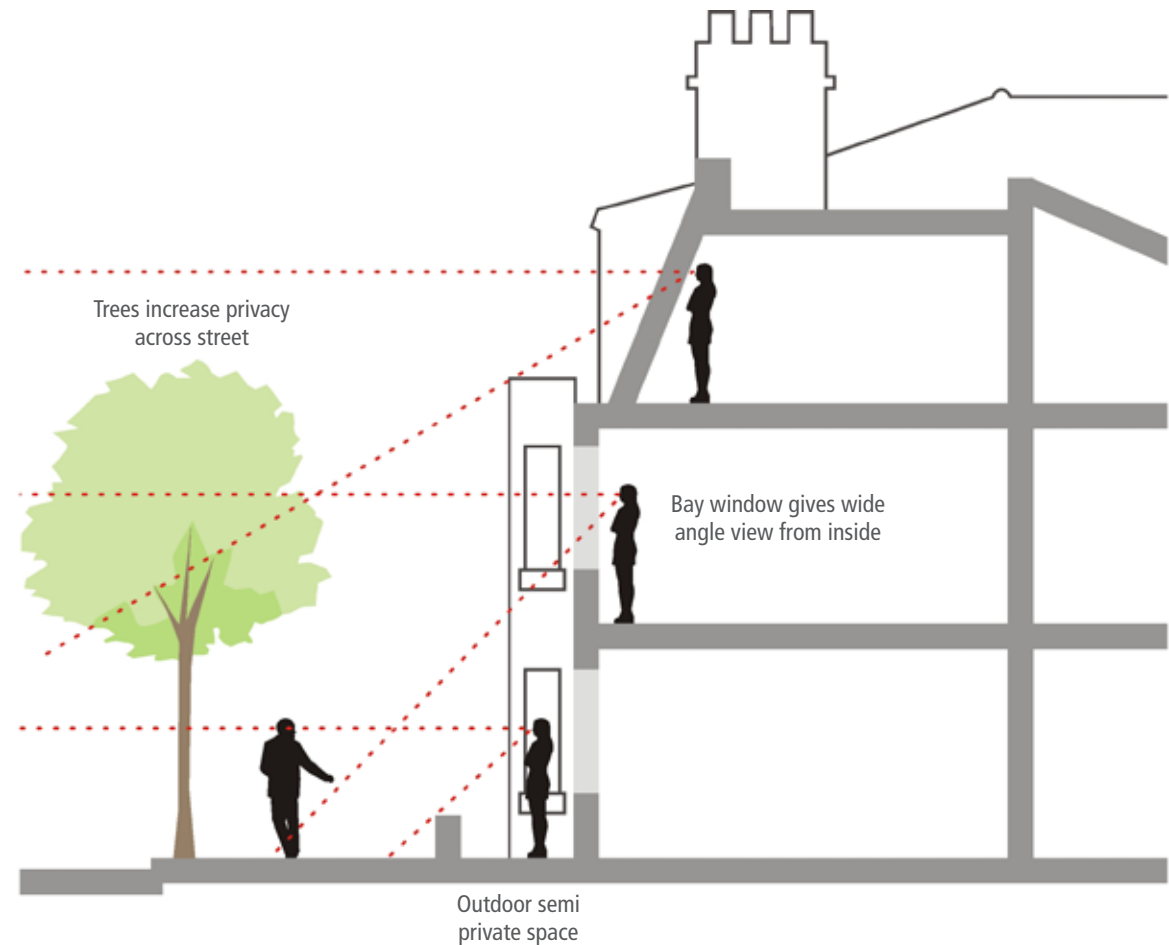 Trees increase privacy
across street
Bay window gives wide
angle view from inside
Outdoor semi
private space